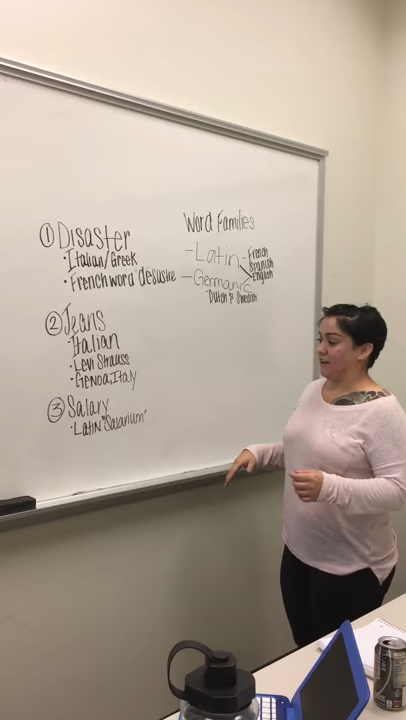 ① Disaster
· Italian/Greek
· French word "desastre
② Jeans
· Italian
· Levi Strauss
· Genoa, Italy
③ Salary
· Latin "Salarium"
Word Families
- Latin - French
Spanish
English
- Germanic
· Dutch & Swedish